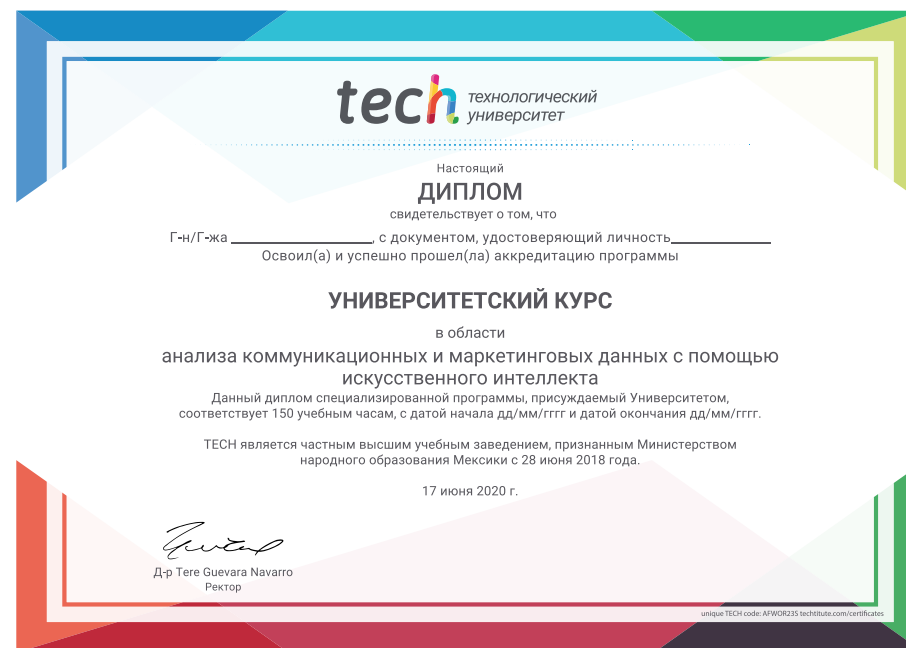 tech технологический
университет
Настоящий
ДИПЛОМ
свидетельствует о том, что
Г-н/Г-жа ____________________, с документом, удостоверяющий личность______________
Освоил(а) и успешно прошел(ла) аккредитацию программы
УНИВЕРСИТЕТСКИЙ КУРС
в области
анализа коммуникационных и маркетинговых данных с помощью
искусственного интеллекта
Данный диплом специализированной программы, присуждаемый Университетом,
соответствует 150 учебным часам, с датой начала дд/мм/гггг и датой окончания дд/мм/гггг.
TECH является частным высшим учебным заведением, признанным Министерством
народного образования Мексики с 28 июня 2018 года.
17 июня 2020 г.
Д-р Tere Guevara Navarro
Ректор
unique TECH code: AFWOR23S techtitute.com/certificates